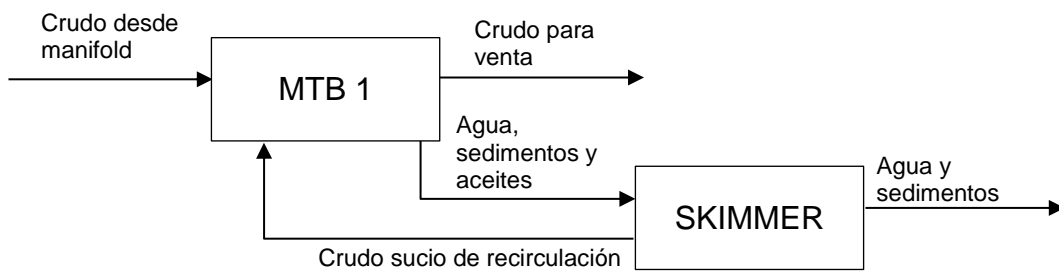 Crudo desde
manifold
Crudo para
venta
MTB 1
Agua,
sedimentos y
aceites
Agua y
sedimentos
SKIMMER
Crudo sucio de recirculación